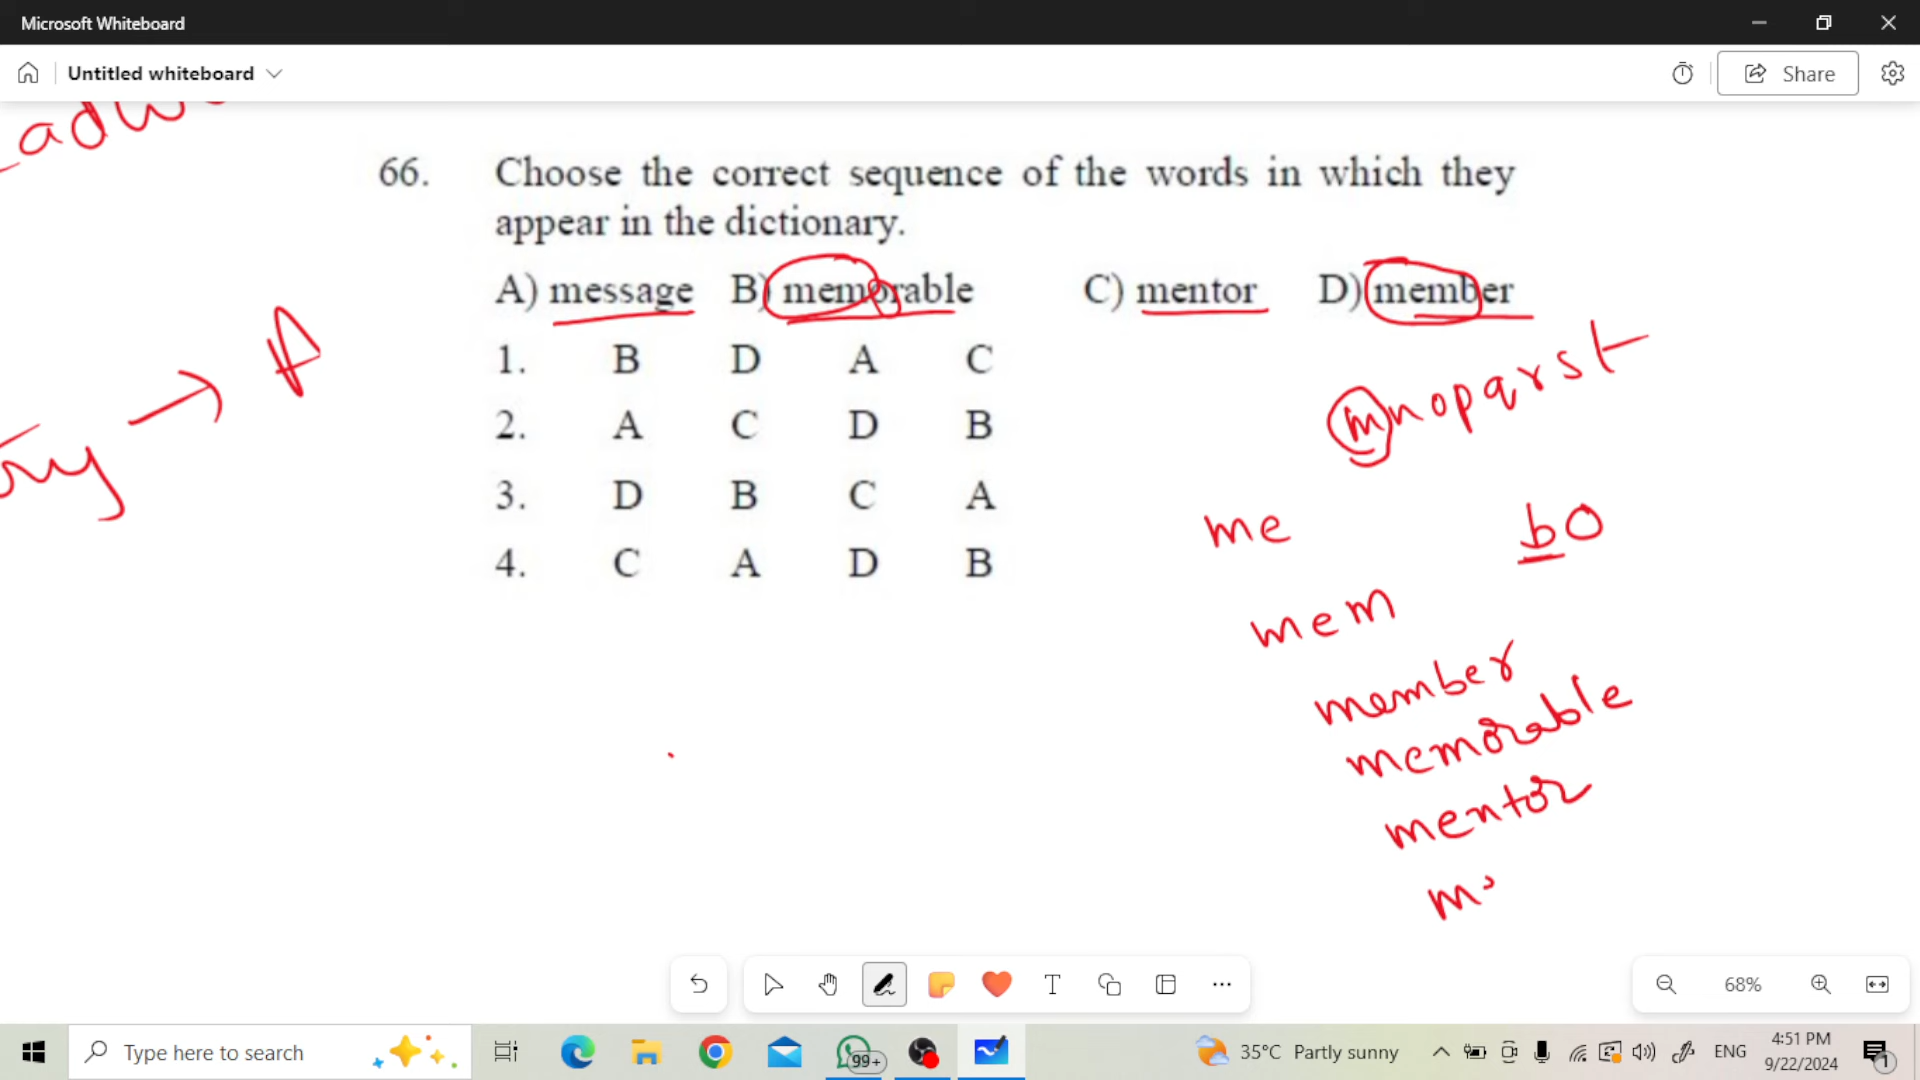 Microsoft Whiteboard
Untitled whiteboard
Share
66. Choose the correct sequence of the words in which they
appear in the dictionary.
A) message B) memorable C) mentor D) member
1. B D A C
2. A C D B
3. D B C A
4. C A D B
A
mnopqrst
me
bo
mem
member
memorable
mentor
68%
Type here to search
99+
35°C Partly sunny
ENG
4:51 PM
9/22/2024
1